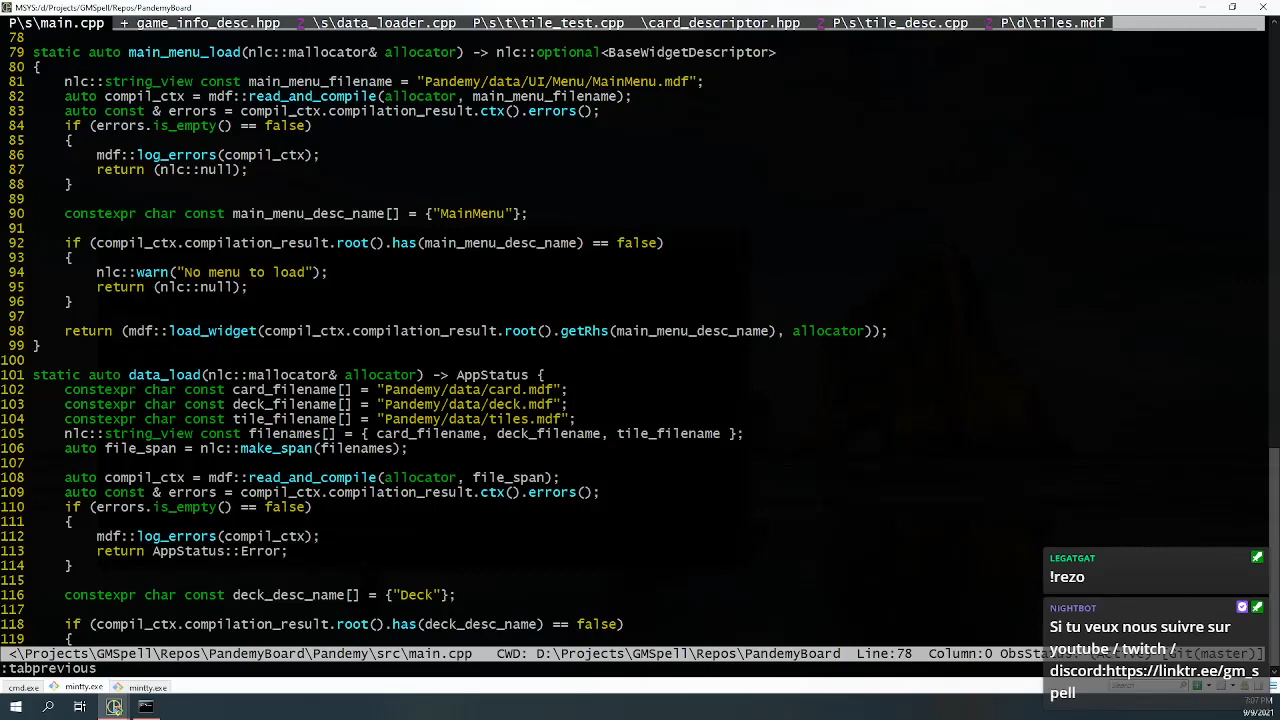 MSYS:/d/Projects/GMSpell/Repos/PandemyBoard
P\s\main.cpp + game_info_desc.hpp 2 \s\data_loader.cpp P\s\t\tile_test.cpp \card_descriptor.hpp P\s\tile_desc.cpp 2 P\d\tiles.mdf
78
79 static auto main_menu_load(nlc::mallocator& allocator) -> nlc::optional<BaseWidgetDescriptor>
80 {
81     nlc::string_view const main_menu_filename = "Pandemy/data/UI/Menu/MainMenu.mdf";
82     auto compil_ctx = mdf::read_and_compile(allocator, main_menu_filename);
83     auto const & errors = compil_ctx.compilation_result.ctx().errors();
84     if (errors.is_empty() == false)
85     {
86         mdf::log_errors(compil_ctx);
87         return (nlc::null);
88     }
89
90     constexpr char const main_menu_desc_name[] = {"MainMenu"};
91
92     if (compil_ctx.compilation_result.root().has(main_menu_desc_name) == false)
93     {
94         nlc::warn("No menu to load");
95         return (nlc::null);
96     }
97
98     return (mdf::load_widget(compil_ctx.compilation_result.root().getRhs(main_menu_desc_name), allocator));
99 }
100
101 static auto data_load(nlc::mallocator& allocator) -> AppStatus {
102     constexpr char const card_filename[] = "Pandemy/data/card.mdf";
103     constexpr char const deck_filename[] = "Pandemy/data/deck.mdf";
104     constexpr char const tile_filename[] = "Pandemy/data/tiles.mdf";
105     nlc::string_view const filenames[] = { card_filename, deck_filename, tile_filename };
106     auto file_span = nlc::make_span(filenames);
107
108     auto compil_ctx = mdf::read_and_compile(allocator, file_span);
109     auto const & errors = compil_ctx.compilation_result.ctx().errors();
110     if (errors.is_empty() == false)
111     {
112         mdf::log_errors(compil_ctx);
113         return AppStatus::Error;
114     }
115
116     constexpr char const deck_desc_name[] = {"Deck"};
117
118     if (compil_ctx.compilation_result.root().has(deck_desc_name) == false)
119     {
LEGATGAT
!rezo
NIGHTBOT
Si tu veux nous suivre sur
youtube / twitch /
discord:https://linktr.ee/gm_s
pell
<\Projects\GMSpell\Repos\PandemyBoard\Pandemy\src\main.cpp CWD: D:\Projects\GMSpell\Repos\PandemyBoard Line:78 Column:0
:tabprevious
cmd.exe mintty.exe mintty.exe
7:07 PM
9/9/2021